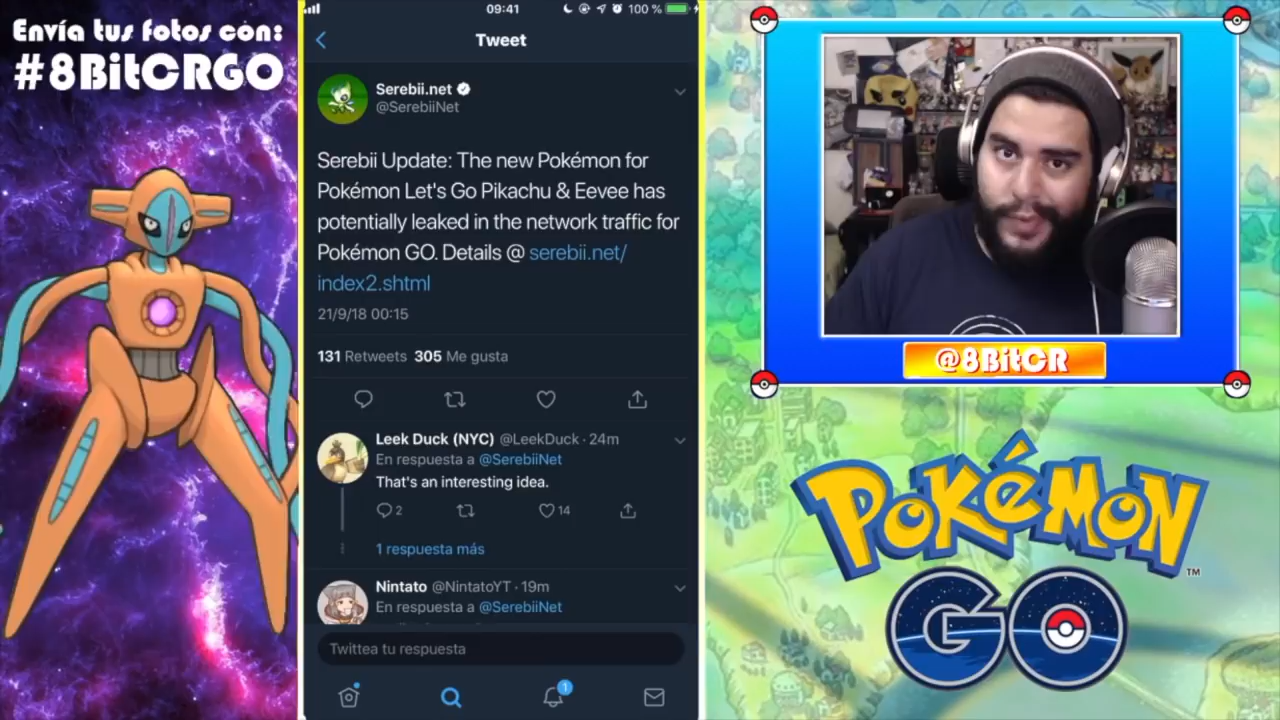 Envía tus fotos con:
#8BitCRGO
09:41
100 %
Tweet
Serebii.net
@SerebiiNet
Serebii Update: The new Pokémon for
Pokémon Let's Go Pikachu & Eevee has
potentially leaked in the network traffic for
Pokémon GO. Details @ serebii.net/
index2.shtml
21/9/18 00:15
131 Retweets 305 Me gusta
Leek Duck (NYC) @LeekDuck · 24m
En respuesta a @SerebiiNet
That's an interesting idea.
2
14
1 respuesta más
Nintato @NintatoYT · 19m
En respuesta a @SerebiiNet
Twittea tu respuesta
1
@8BitCR
POKéMON
TM
GO